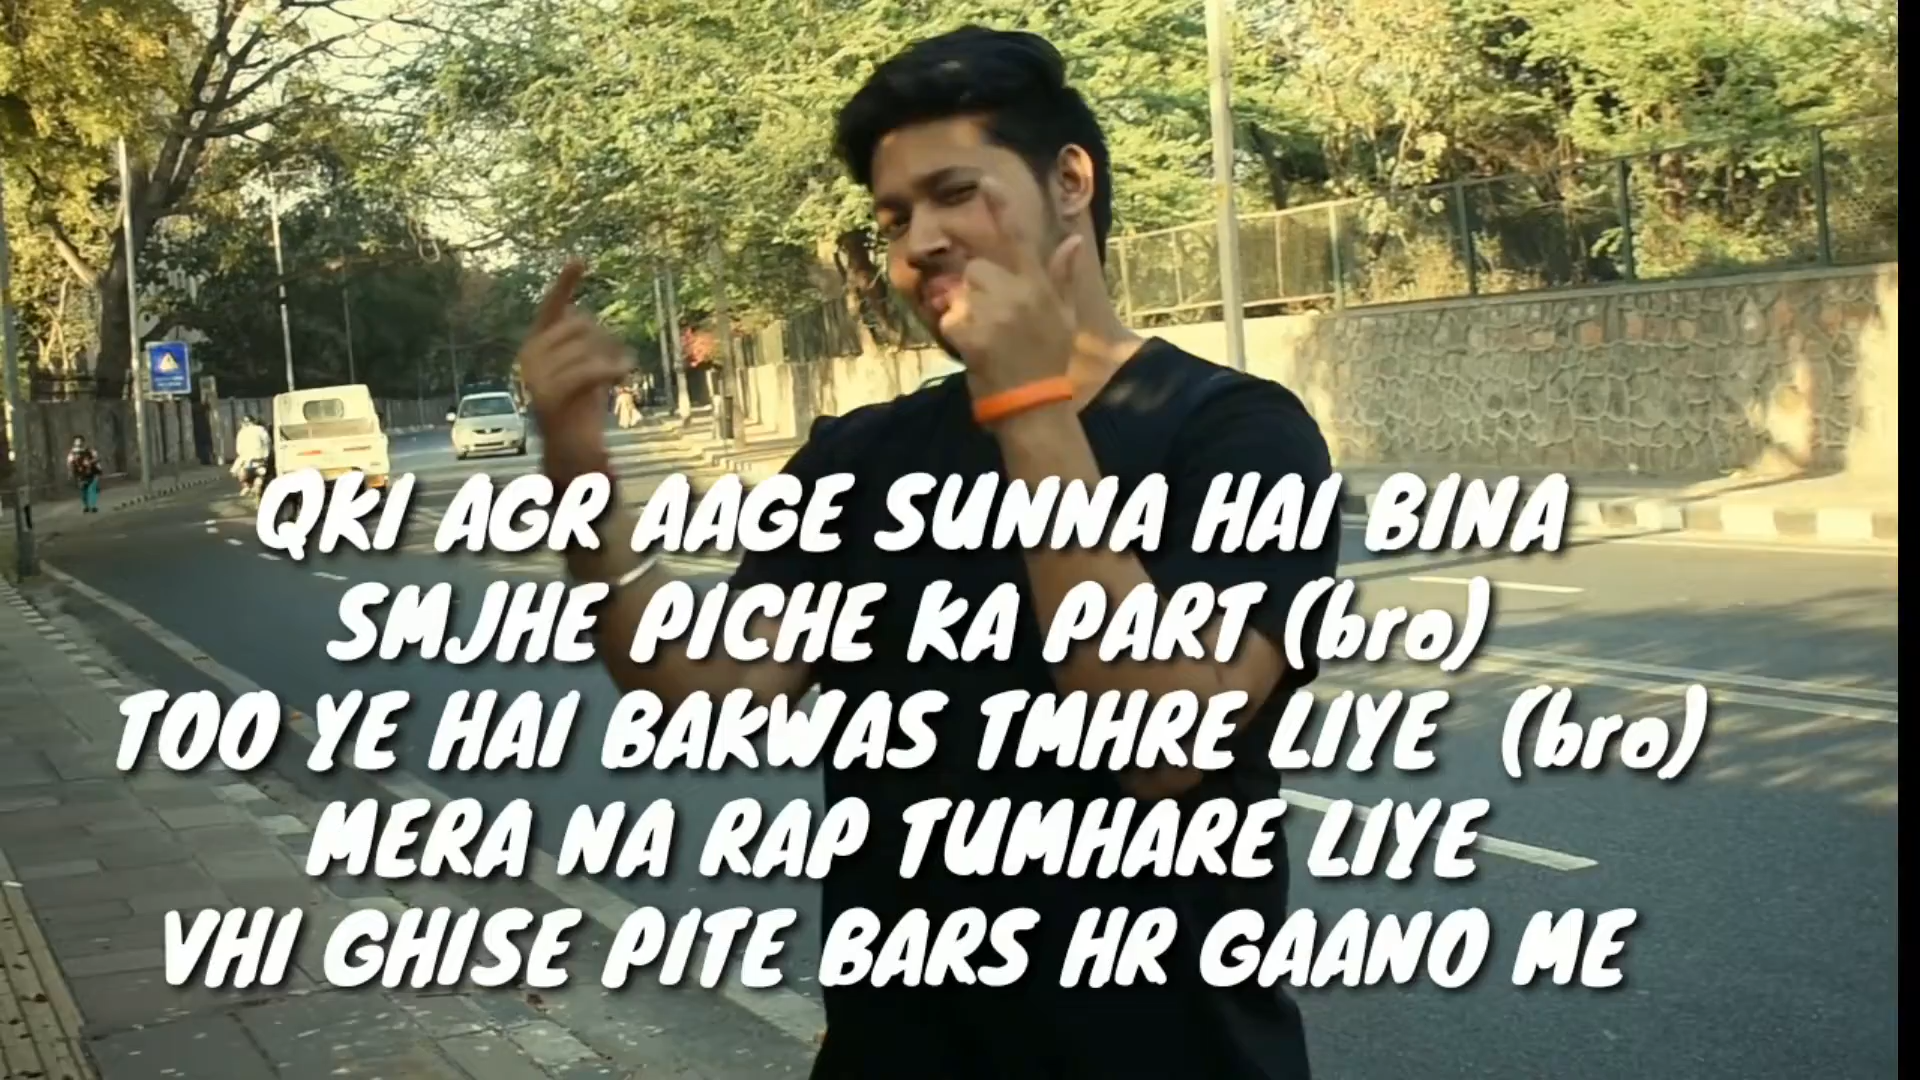 QKI AGR AAGE SUNNA HAI BINA
SMJHE PICHE KA PART (bro)
TOO YE HAI BAKWAS TMHRE LIYE (bro)
MERA NA RAP TUMHARE LIYE
VHI GHISE PITE BARS HR GAANO ME